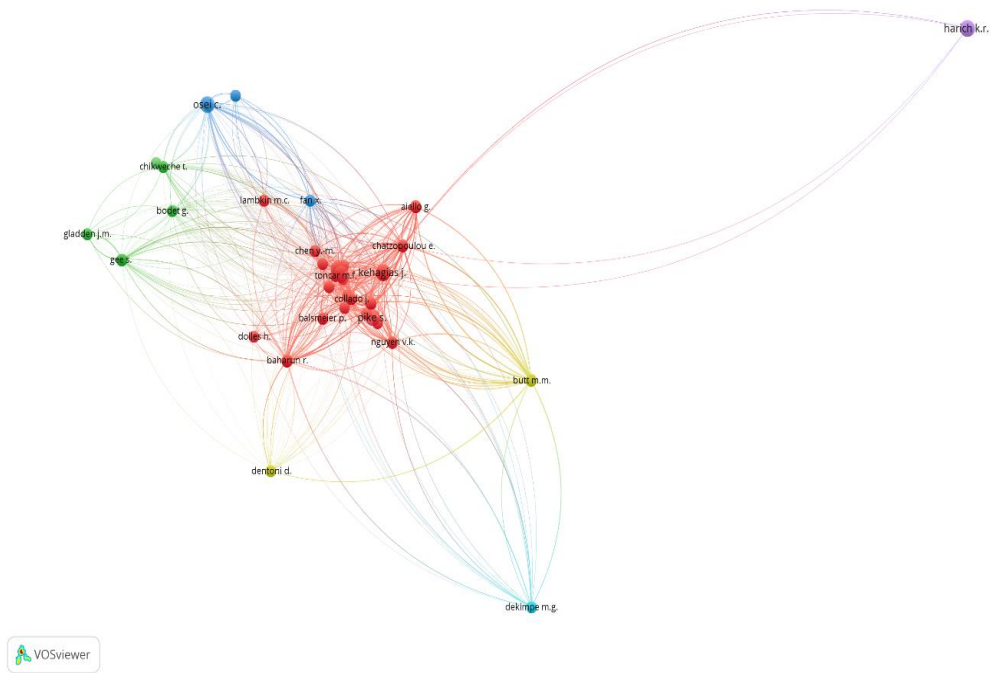 harich k.r.
osei c.
chikweche t.
lambkin m.c.
fan x.
aiello g.
bodet g.
gladden j.m.
chatzopoulou e.
chen y.-m.
gee s.
toncar m.f.
kehagias j.
collado j.
balsmeier p.
pike s.
dolles h.
nguyen v.k.
baharun r.
butt m.m.
dentoni d.
dekimpe m.g.
VOSviewer